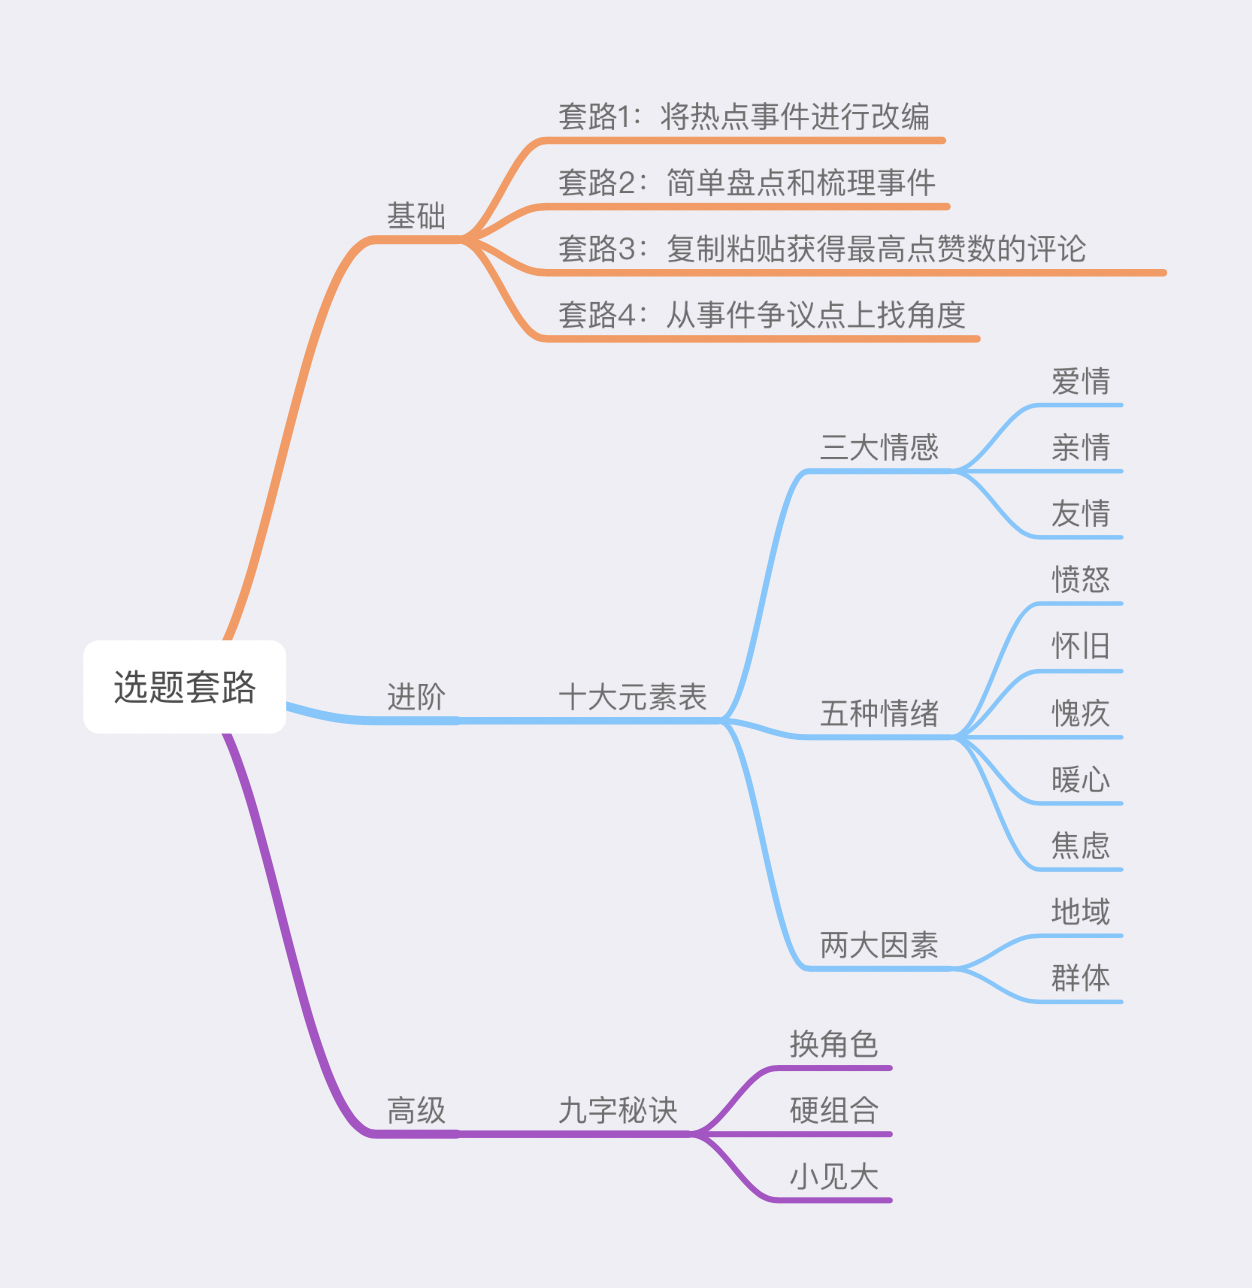 选题套路
基础
套路1：将热点事件进行改编
套路2：简单盘点和梳理事件
套路3：复制粘贴获得最高点赞数的评论
套路4：从事件争议点上找角度
进阶
十大元素表
三大情感
爱情
亲情
友情
五种情绪
愤怒
怀旧
愧疚
暖心
焦虑
两大因素
地域
群体
高级
九字秘诀
换角色
硬组合
小见大